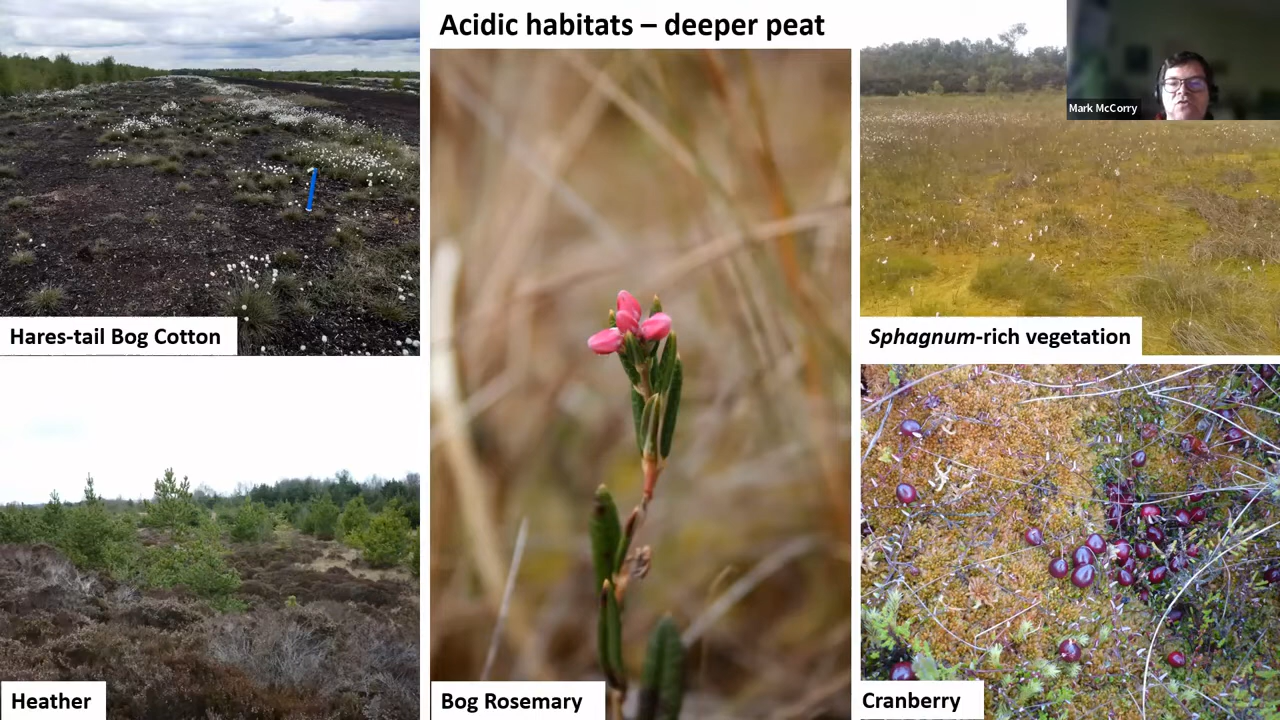 Acidic habitats – deeper peat
Mark McCorry
Hares-tail Bog Cotton
Sphagnum-rich vegetation
Heather
Bog Rosemary
Cranberry